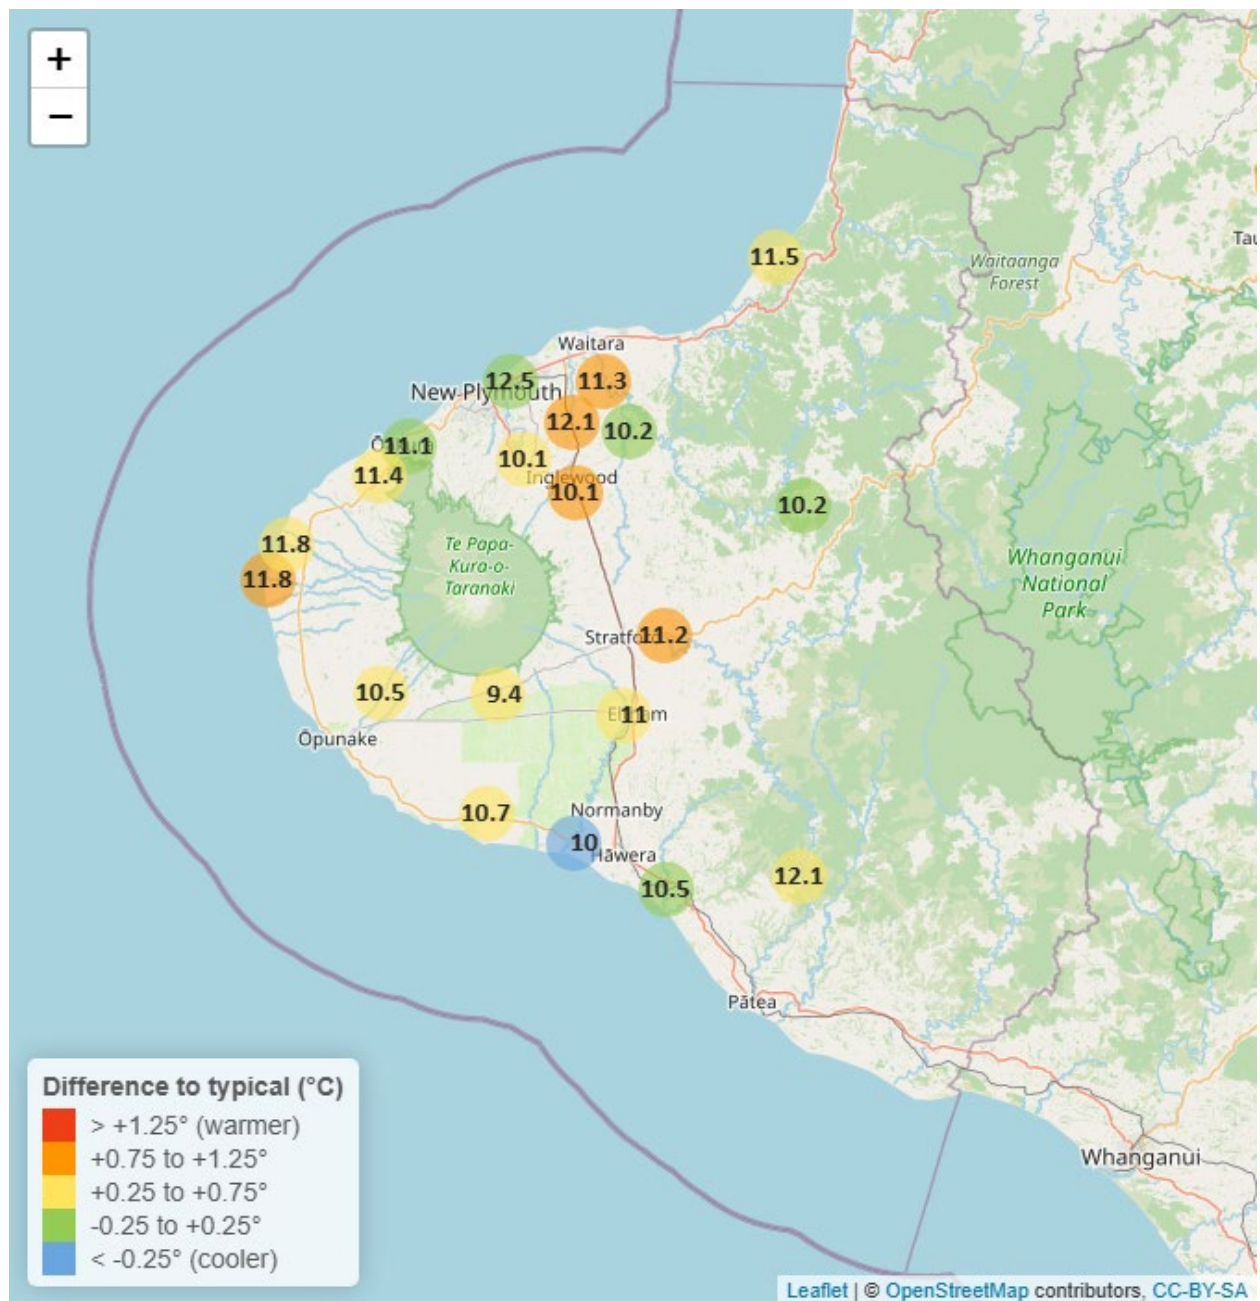 +
−
11.5
Waitaanga
Forest
Tau
Waitara
12.5
11.3
New Plymouth
12.1
10.2
11.1
10.1
11.4
Inglewood
10.1
10.2
11.8
Te Papa-
Kura-o-
Taranaki
Whanganui
National
Park
11.8
Stratford
11.2
10.5
9.4
Eltham
11
Ōpunake
10.7
Normanby
10
Hāwera
10.5
12.1
Pātea
Whanganui
Difference to typical (°C)
> +1.25° (warmer)
+0.75 to +1.25°
+0.25 to +0.75°
-0.25 to +0.25°
< -0.25° (cooler)
Leaflet | © OpenStreetMap contributors, CC-BY-SA